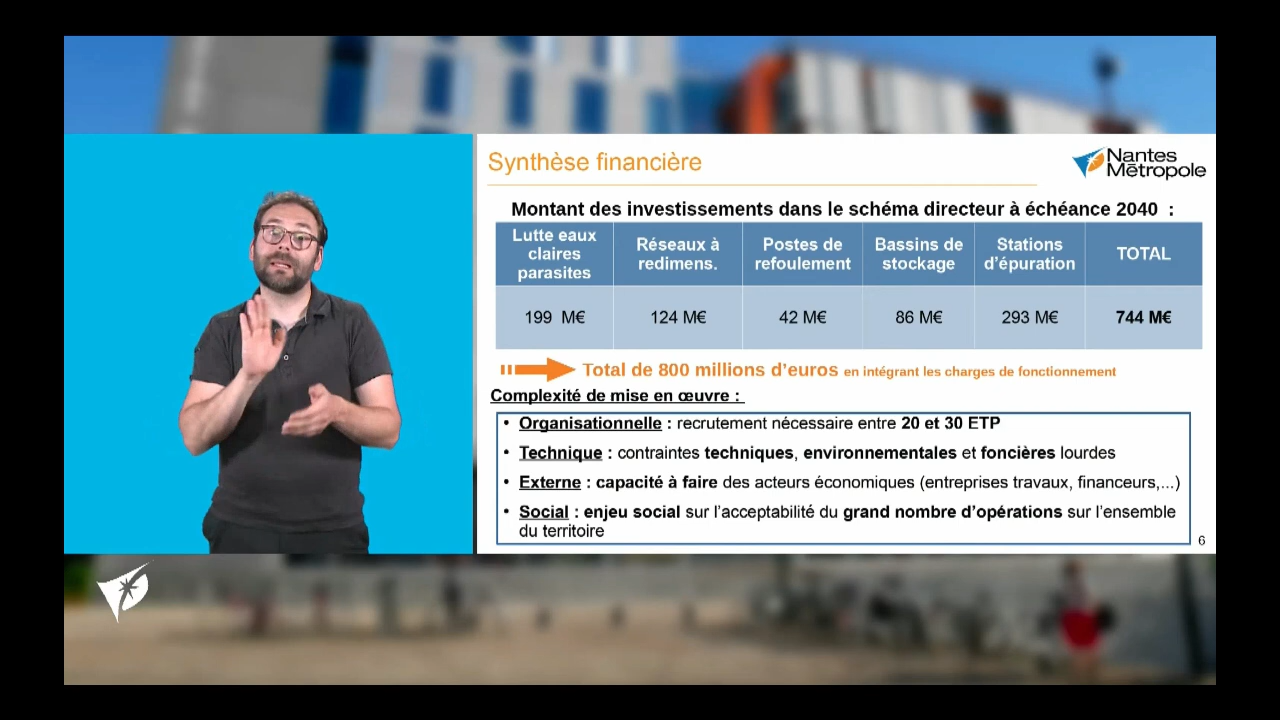 Synthèse financière
Nantes
Métropole
Montant des investissements dans le schéma directeur à échéance 2040 :
Lutte eaux
claires
parasites
Réseaux à
redimens.
Postes de
refoulement
Bassins de
stockage
Stations
d'épuration
TOTAL
199 M€
124 M€
42 M€
86 M€
293 M€
744 M€
Total de 800 millions d'euros en intégrant les charges de fonctionnement
Complexité de mise en œuvre :
• Organisationnelle : recrutement nécessaire entre 20 et 30 ETP
• Technique : contraintes techniques, environnementales et foncières lourdes
• Externe : capacité à faire des acteurs économiques (entreprises travaux, financeurs,...)
• Social : enjeu social sur l'acceptabilité du grand nombre d'opérations sur l'ensemble
du territoire
6